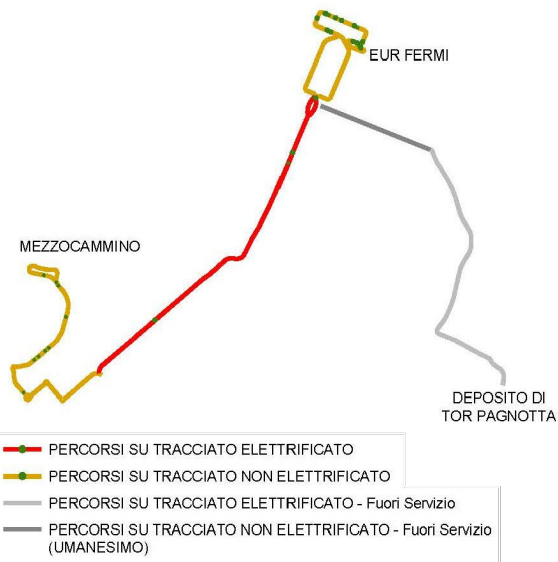 EUR FERMI
MEZZOCAMMINO
DEPOSITO DI
TOR PAGNOTTA
PERCORSI SU TRACCIATO ELETTRIFICATO
PERCORSI SU TRACCIATO NON ELETTRIFICATO
PERCORSI SU TRACCIATO ELETTRIFICATO - Fuori Servizio
PERCORSI SU TRACCIATO NON ELETTRIFICATO - Fuori Servizio
(UMANESIMO)